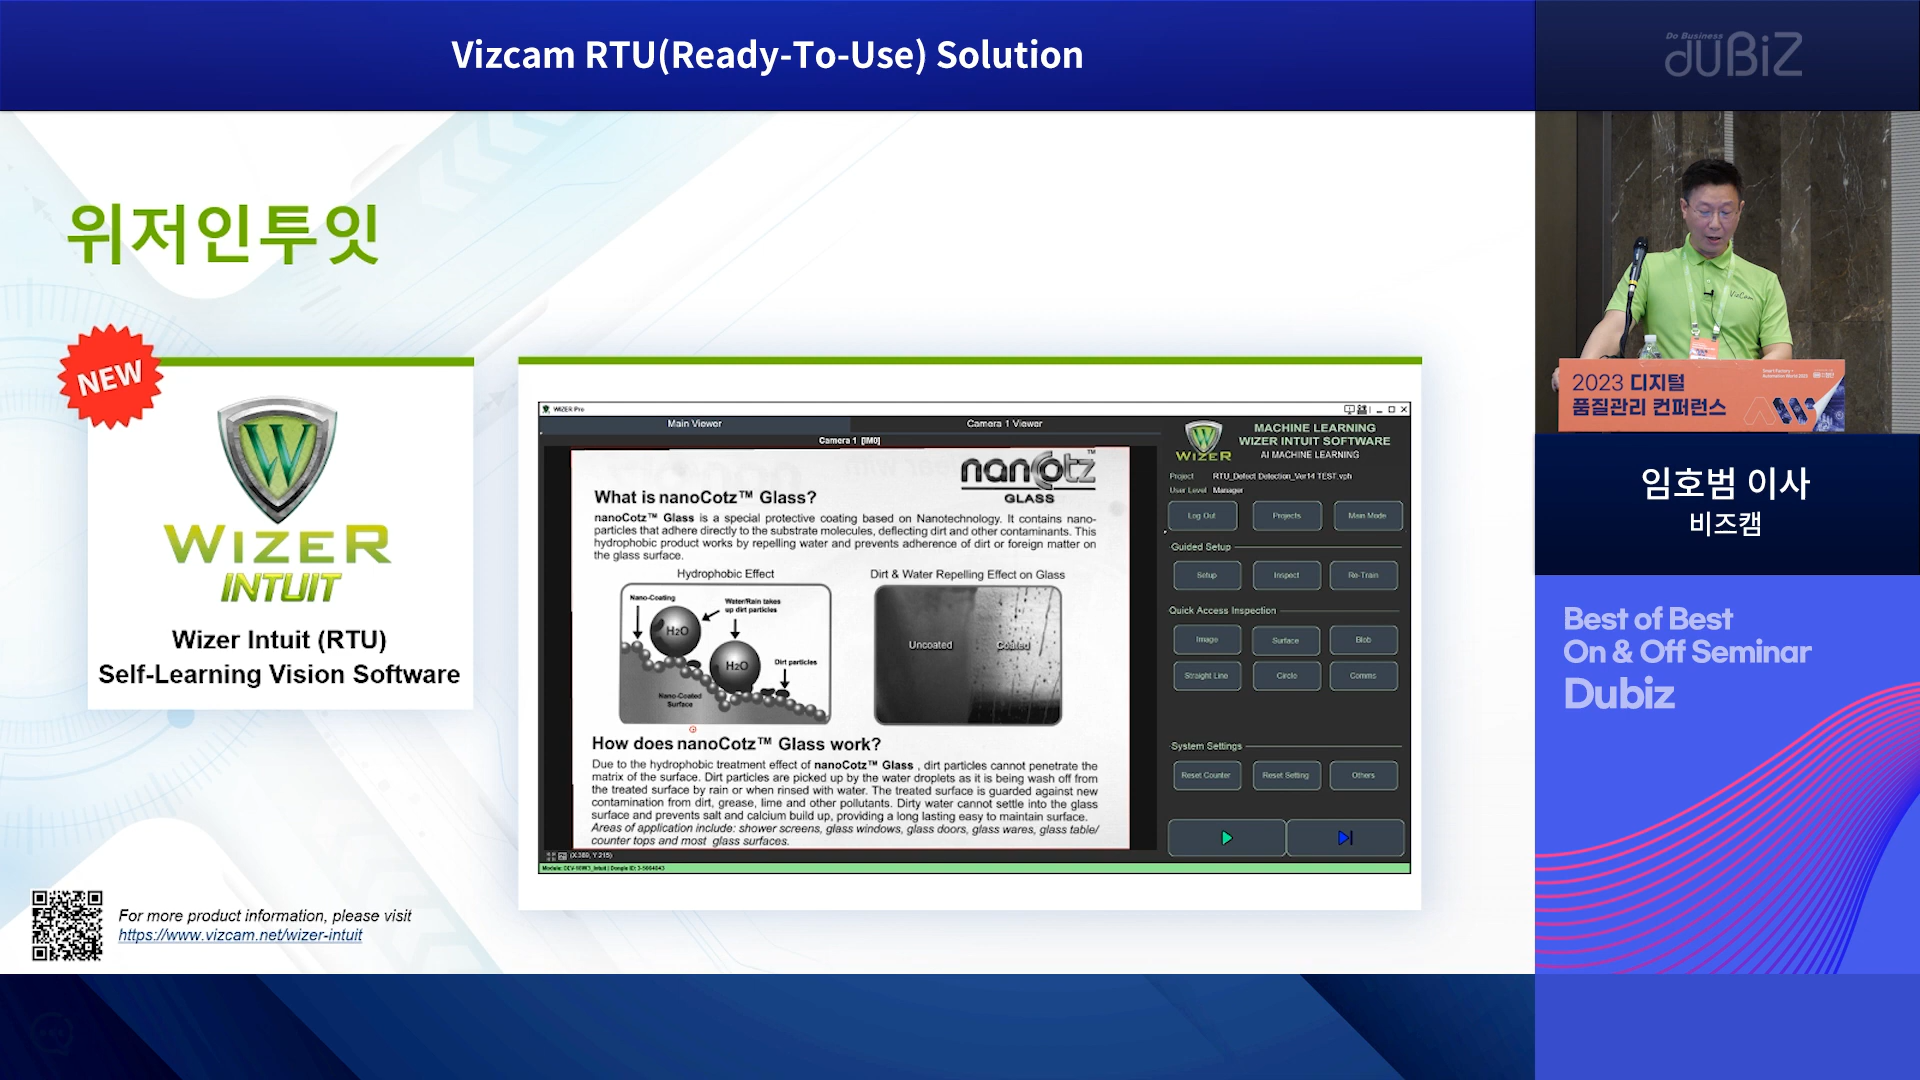 Vizcam RTU(Ready-To-Use) Solution
Do Business
duBiz
위저인투잇
NEW
W
WIZER
INTUIT
Wizer Intuit (RTU)
Self-Learning Vision Software
For more product information, please visit
https://www.vizcam.net/wizer-intuit
WIZER Pro
Main Viewer
Camera 1 Viewer
Camera 1 [IM0]
nanoCotz™
GLASS
What is nanoCotz™ Glass?
nanoCotz™ Glass is a special protective coating based on Nanotechnology. It contains nano-
particles that adhere directly to the substrate molecules, deflecting dirt and other contaminants. This
hydrophobic product works by repelling water and prevents adherence of dirt or foreign matter on
the glass surface.
Hydrophobic Effect
Dirt & Water Repelling Effect on Glass
Nano-Coating
Water/Rain takes
up dirt particles
H2O
H2O
Dirt particles
Nano-Coated
Surface
Uncoated
Coated
How does nanoCotz™ Glass work?
Due to the hydrophobic treatment effect of nanoCotz™ Glass , dirt particles cannot penetrate the
matrix of the surface. Dirt particles are picked up by the water droplets as it is being wash off from
the treated surface by rain or when rinsed with water. The treated surface is guarded against new
contamination from dirt, grease, lime and other pollutants. Dirty water cannot settle into the glass
surface and prevents salt and calcium build up, providing a long lasting easy to maintain surface.
Areas of application include: shower screens, glass windows, glass doors, glass wares, glass table/
counter tops and most glass surfaces.
(X:389, Y:215)
WIZER
MACHINE LEARNING
WIZER INTUIT SOFTWARE
AI MACHINE LEARNING
Project RTU_Defect Detection_Ver14 TEST.vph
User Level Manager
Log Out Projects Main Mode
Guided Setup
Setup Inspect Re-Train
Quick Access Inspection
Image Surface Blob
Straight Line Circle Comms
System Settings
Reset Counter Reset Setting Others
VizCam
2023 디지털
품질관리 컨퍼런스
임호범 이사
비즈캠
Best of Best
On & Off Seminar
Dubiz